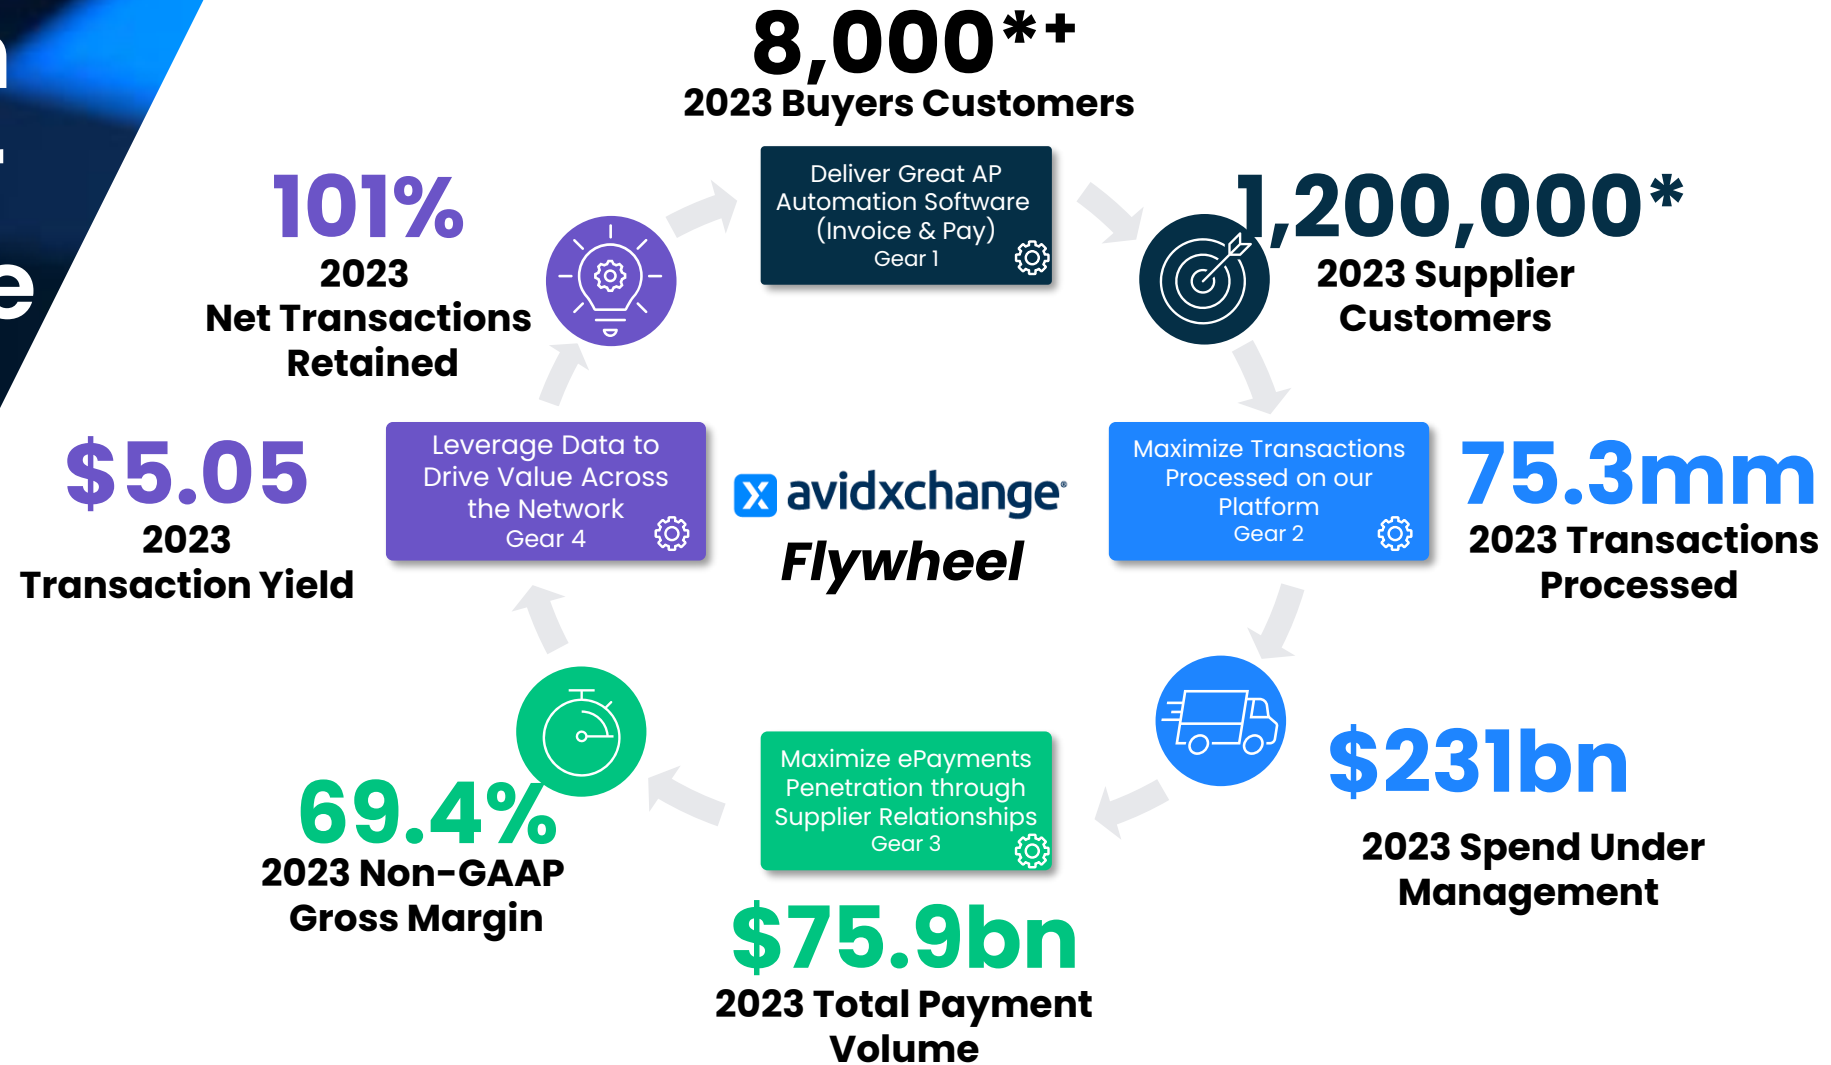 8,000*+
2023 Buyers Customers
Deliver Great AP
Automation Software
(Invoice & Pay)
Gear 1
1,200,000*
2023 Supplier
Customers
101%
2023
Net Transactions
Retained
$5.05
2023
Transaction Yield
Leverage Data to
Drive Value Across
the Network
Gear 4
x avidxchange
Flywheel
Maximize Transactions
Processed on our
Platform
Gear 2
75.3mm
2023 Transactions
Processed
69.4%
2023 Non-GAAP
Gross Margin
Maximize ePayments
Penetration through
Supplier Relationships
Gear 3
$231bn
2023 Spend Under
Management
$75.9bn
2023 Total Payment
Volume